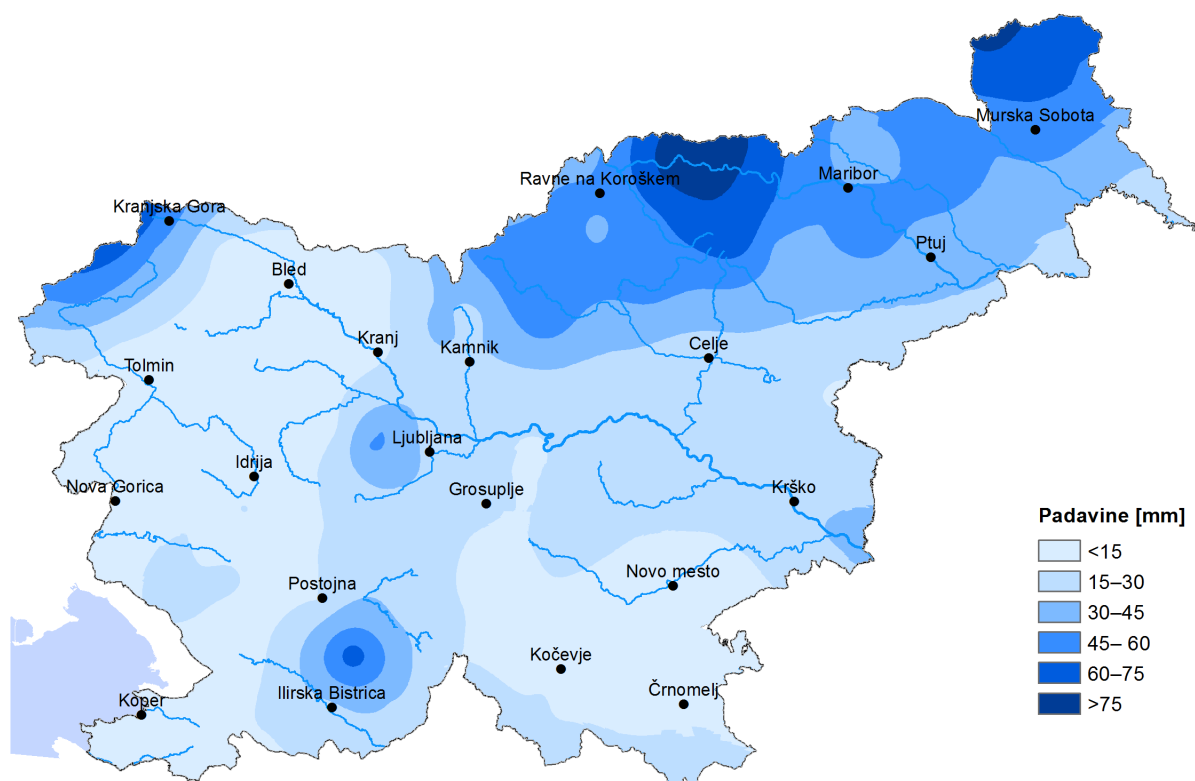 Murska Sobota
Ravne na Koroškem
Maribor
Kranjska Gora
Ptuj
Bled
Kranj
Kamnik
Celje
Tolmin
Ljubljana
Idrija
Nova Gorica
Grosuplje
Krško
Postojna
Novo mesto
Kočevje
Ilirska Bistrica
Črnomelj
Koper
Padavine [mm]
<15
15–30
30–45
45– 60
60–75
>75